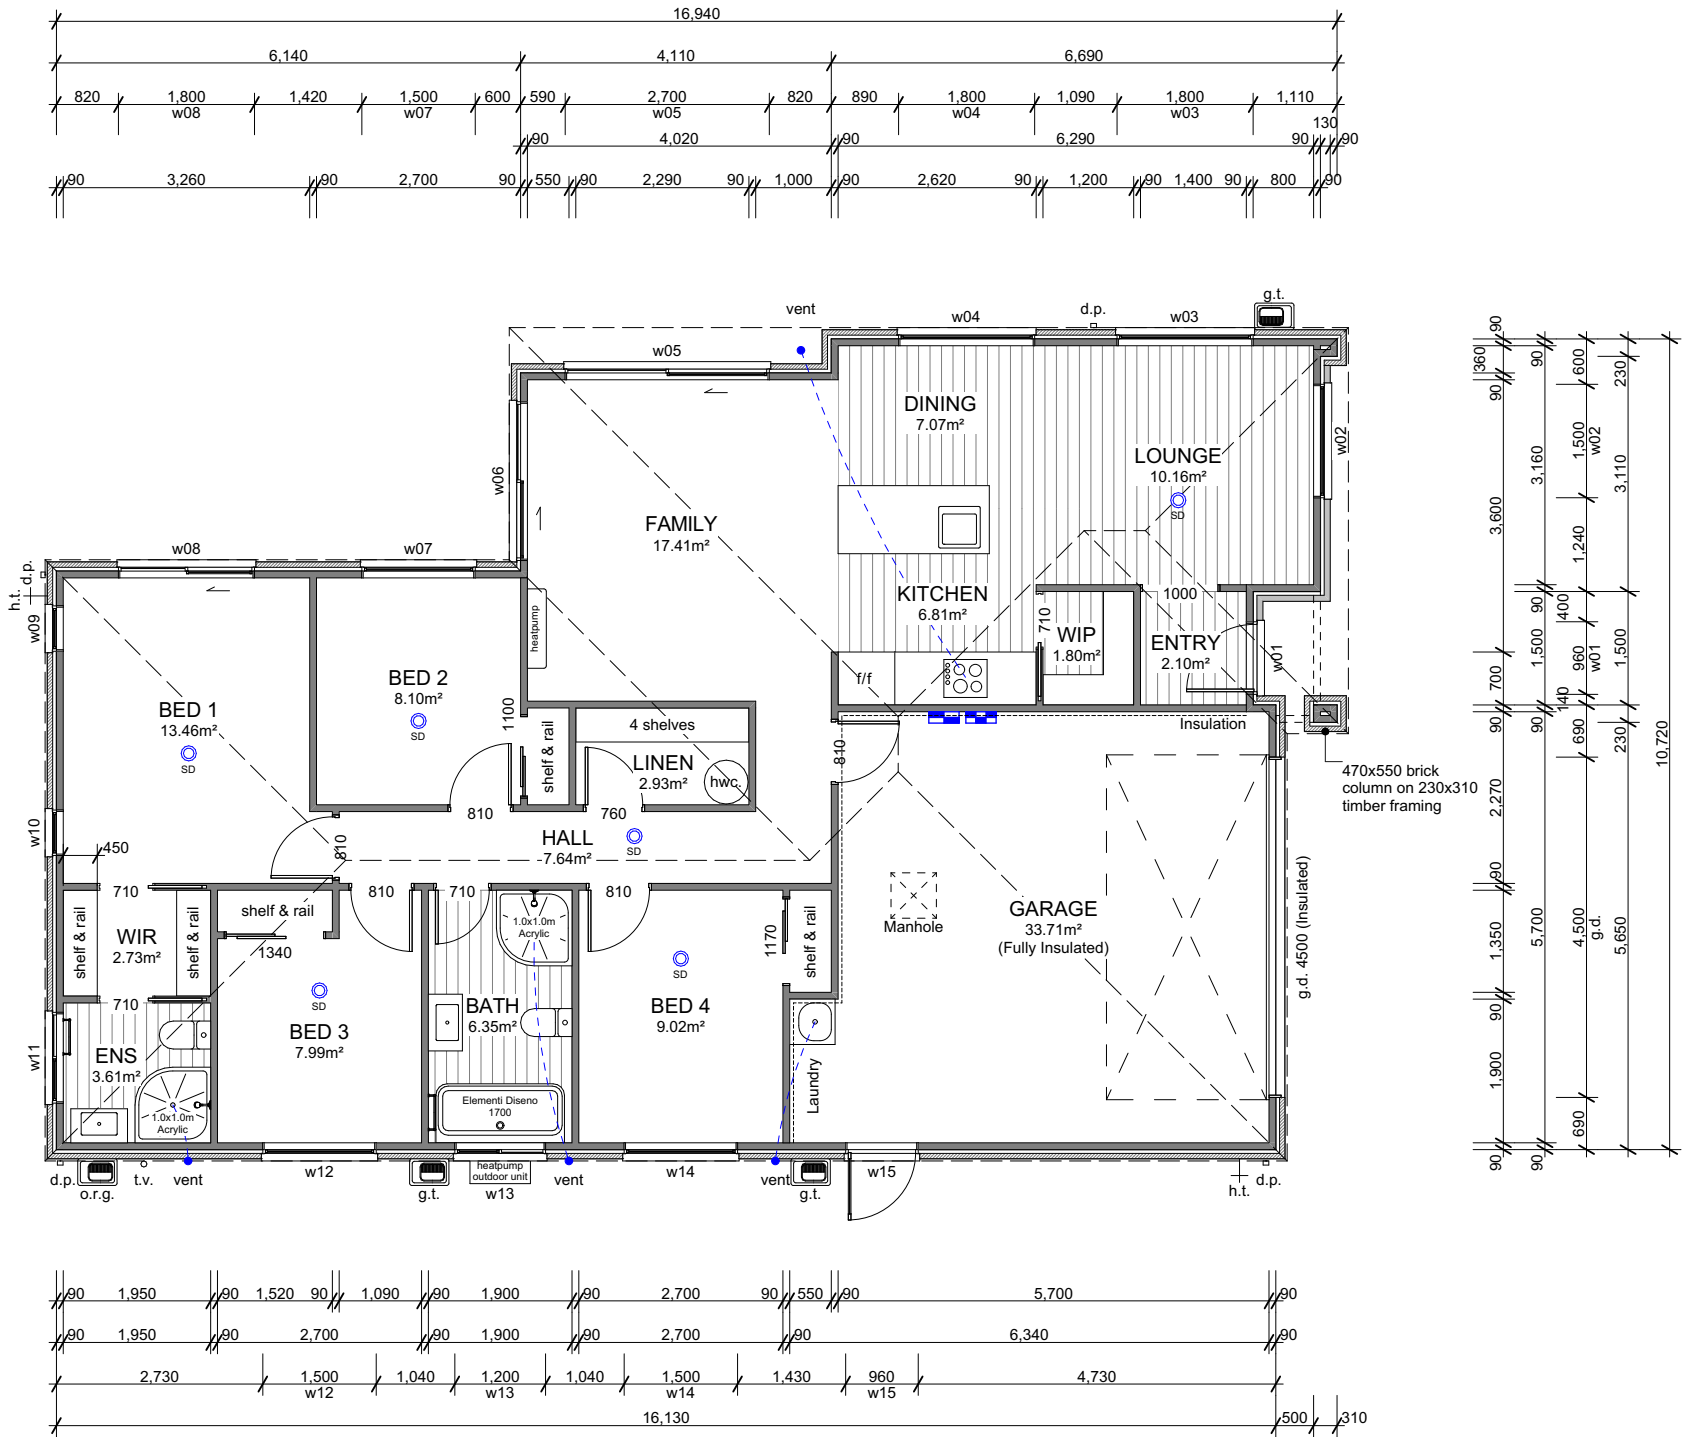 16,940
6,140 4,110 6,690
820 1,800 1,420 1,500 600 590 2,700 820 890 1,800 1,090 1,800 1,110
w08 w07 w05 w04 w03
130
90 4,020 90 6,290 90 90
90 3,260 90 2,700 90 550 90 2,290 90 1,000 90 2,620 90 1,200 90 1,400 90 800 90
g.t.
vent w04 d.p. w03
w05
DINING
7.07m²
LOUNGE
10.16m²
SD
w02
w06
FAMILY
17.41m²
w08 w07
h.t. d.p.
w09
heatpump
KITCHEN
6.81m²
710
WIP
1.80m²
1000
ENTRY
2.10m²
w01
BED 2
8.10m²
SD
f/f
BED 1
13.46m²
SD
1100
shelf & rail
4 shelves
LINEN
2.93m²
hwc.
810
Insulation
470x550 brick
column on 230x310
timber framing
w10
450
810
810 760
HALL
7.64m²
SD
710 810 710 810
shelf & rail
WIR
2.73m²
shelf & rail
shelf & rail
1340
1.0x1.0m
Acrylic
1170
shelf & rail
Manhole
GARAGE
33.71m²
(Fully Insulated)
g.d. 4500 (Insulated)
710
SD
BED 3
7.99m²
BATH
6.35m²
SD
BED 4
9.02m²
w11
ENS
3.61m²
1.0x1.0m
Acrylic
Elementi Diseno
1700
Laundry
w12
heatpump
outdoor unit
w13
w14 w15
d.p. o.r.g. t.v. vent g.t. vent vent g.t. h.t. d.p.
90 360 90 3,600 700 90 2,270 90 1,350 90 1,900 90
90 3,160 90 1,500 90 5,700 90
600 1,500 w02 1,240 400 960 w01 140 690 4,500 g.d. 690
230 3,110 1,500 230 5,650
10,720
90 1,950 90 1,520 90 1,090 90 1,900 90 2,700 90 550 90 5,700 90
90 1,950 90 2,700 90 1,900 90 2,700 90 6,340 90
2,730 1,500 1,040 1,200 1,040 1,500 1,430 960 4,730
w12 w13 w14 w15
16,130 500 310